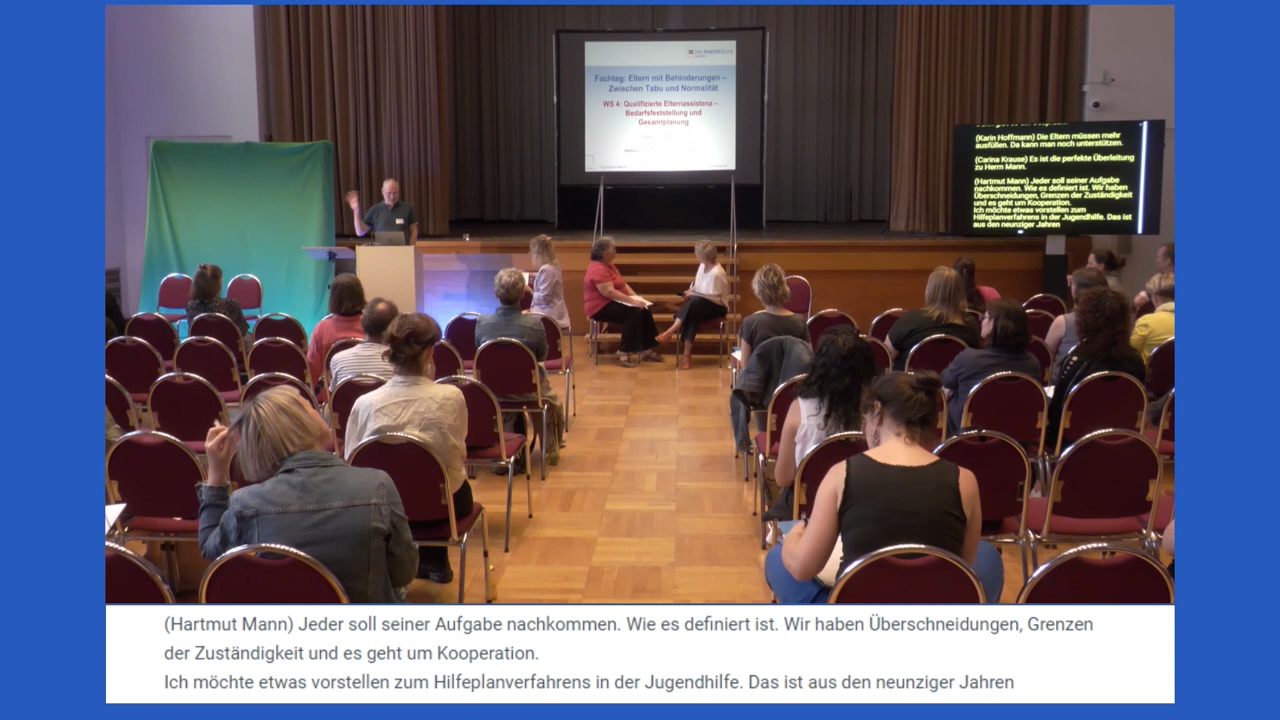 DIE PARITÄTISCHE
Fachtag: Eltern mit Behinderungen –
Zwischen Tabu und Normalität
WS 4: Qualifizierte Elternassistenz –
Bedarfsfeststellung und
Gesamtplanung
(Karin Hoffmann) Die Eltern müssen mehr
ausfüllen. Da kann man noch unterstützen.
(Carina Krause) Es ist die perfekte Überleitung
zu Herrn Mann.
(Hartmut Mann) Jeder soll seiner Aufgabe
nachkommen. Wie es definiert ist. Wir haben
Überschneidungen, Grenzen der Zuständigkeit
und es geht um Kooperation.
Ich möchte etwas vorstellen zum
Hilfeplanverfahrens in der Jugendhilfe. Das ist
aus den neunziger Jahren
(Hartmut Mann) Jeder soll seiner Aufgabe nachkommen. Wie es definiert ist. Wir haben Überschneidungen, Grenzen
der Zuständigkeit und es geht um Kooperation.
Ich möchte etwas vorstellen zum Hilfeplanverfahrens in der Jugendhilfe. Das ist aus den neunziger Jahren